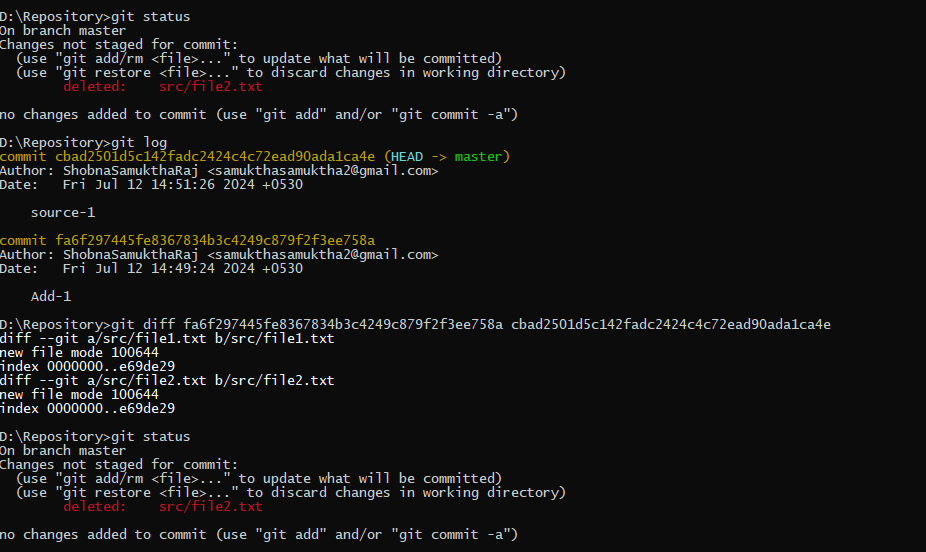 D:\Repository>git status
On branch master
Changes not staged for commit:
  (use "git add/rm <file>..." to update what will be committed)
  (use "git restore <file>..." to discard changes in working directory)
        deleted:    src/file2.txt

no changes added to commit (use "git add" and/or "git commit -a")

D:\Repository>git log
commit cbad2501d5c142fadc2424c4c72ead90ada1ca4e (HEAD -> master)
Author: ShobnaSamukthaRaj <samukthasamuktha2@gmail.com>
Date:   Fri Jul 12 14:51:26 2024 +0530

    source-1

commit fa6f297445fe8367834b3c4249c879f2f3ee758a
Author: ShobnaSamukthaRaj <samukthasamuktha2@gmail.com>
Date:   Fri Jul 12 14:49:24 2024 +0530

    Add-1

D:\Repository>git diff fa6f297445fe8367834b3c4249c879f2f3ee758a cbad2501d5c142fadc2424c4c72ead90ada1ca4e
diff --git a/src/file1.txt b/src/file1.txt
new file mode 100644
index 0000000..e69de29
diff --git a/src/file2.txt b/src/file2.txt
new file mode 100644
index 0000000..e69de29

D:\Repository>git status
On branch master
Changes not staged for commit:
  (use "git add/rm <file>..." to update what will be committed)
  (use "git restore <file>..." to discard changes in working directory)
        deleted:    src/file2.txt

no changes added to commit (use "git add" and/or "git commit -a")